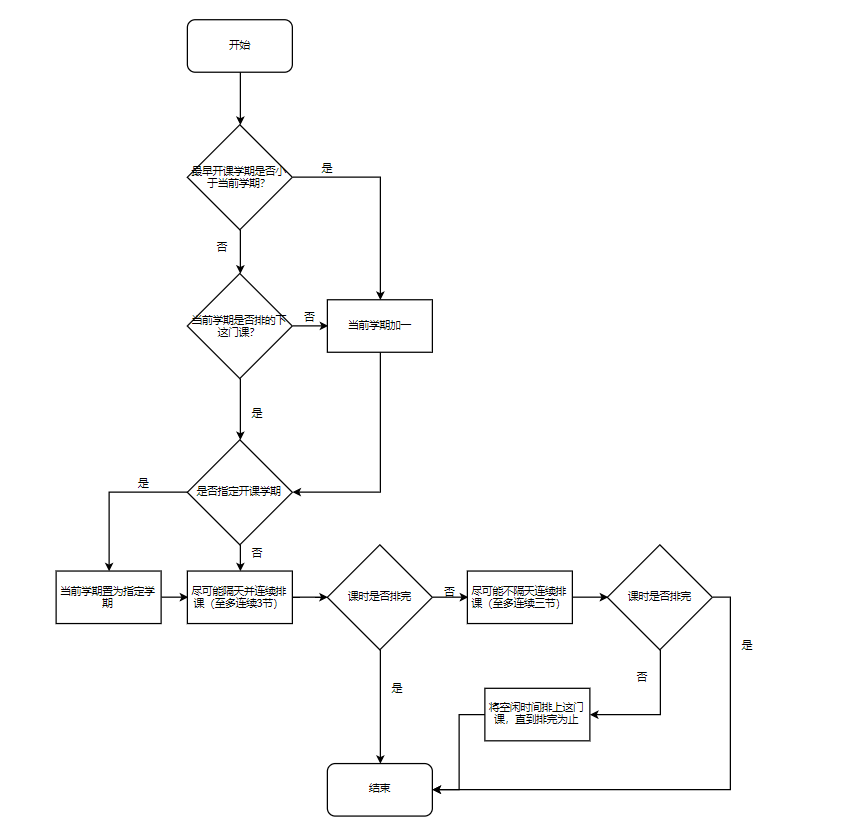 开始
最早开课学期是否小
于当前学期?
是
否
当前学期是否排的下
这门课?
否
当前学期加一
是
是否指定开课学期
是
否
当前学期置为指定学
期
尽可能隔天并连续排
课（至多连续3节）
课时是否排完
否
尽可能不隔天连续排
课（至多连续三节）
课时是否排完
是
否
是
将空闲时间排上这门
课，直到排完为止
结束